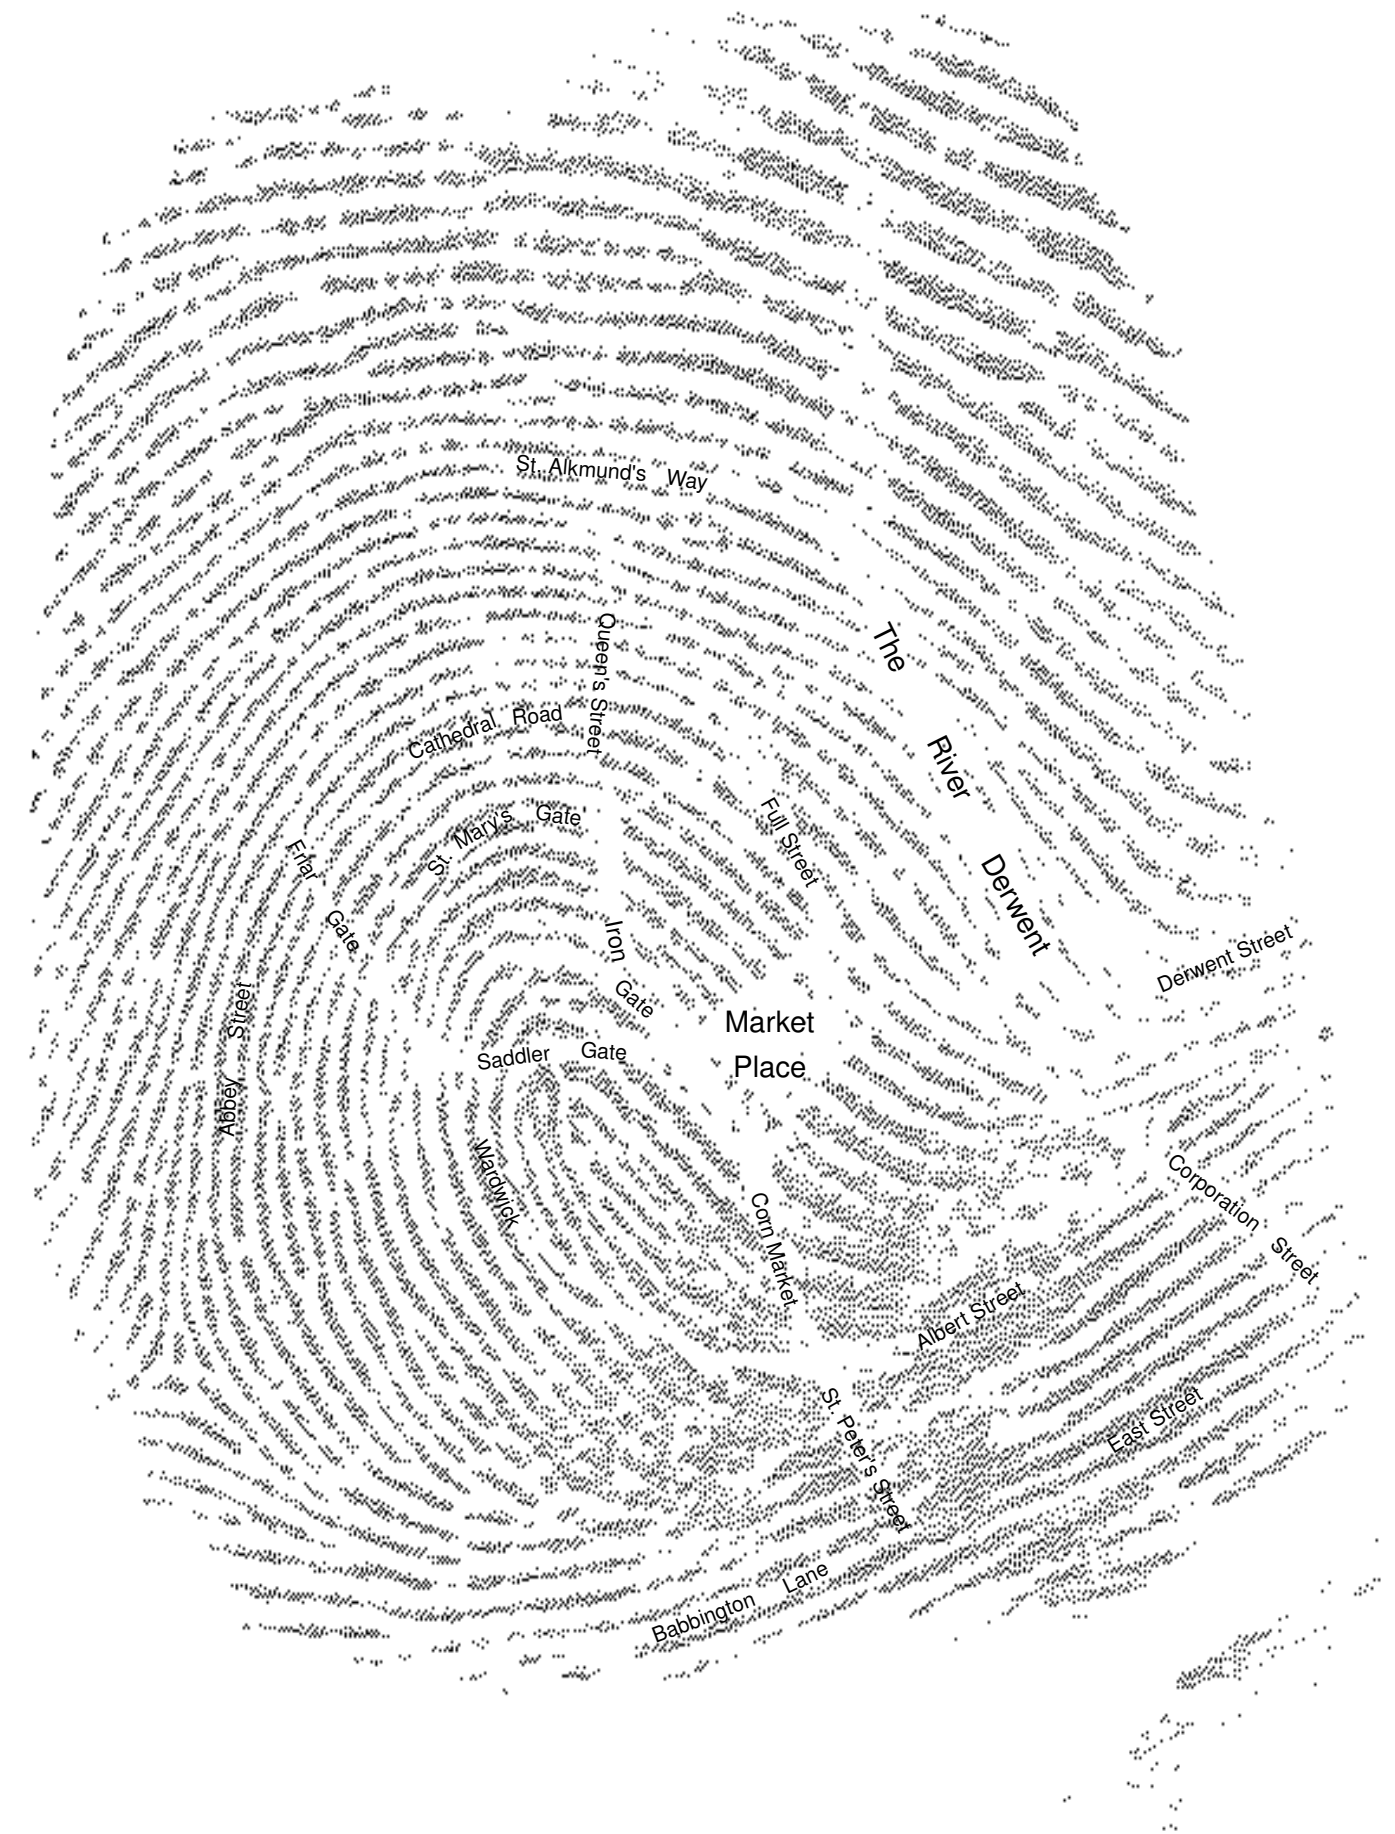 St. Alkmund's Way
The
River
Derwent
Queen's Street
Cathedral Road
St. Mary's Gate
Full Street
Friar Gate
Iron Gate
Derwent Street
Abbey Street
Market
Place
Saddler Gate
Wardwick
Corn Market
Corporation Street
Albert Street
St. Peter's Street
East Street
Babbington Lane